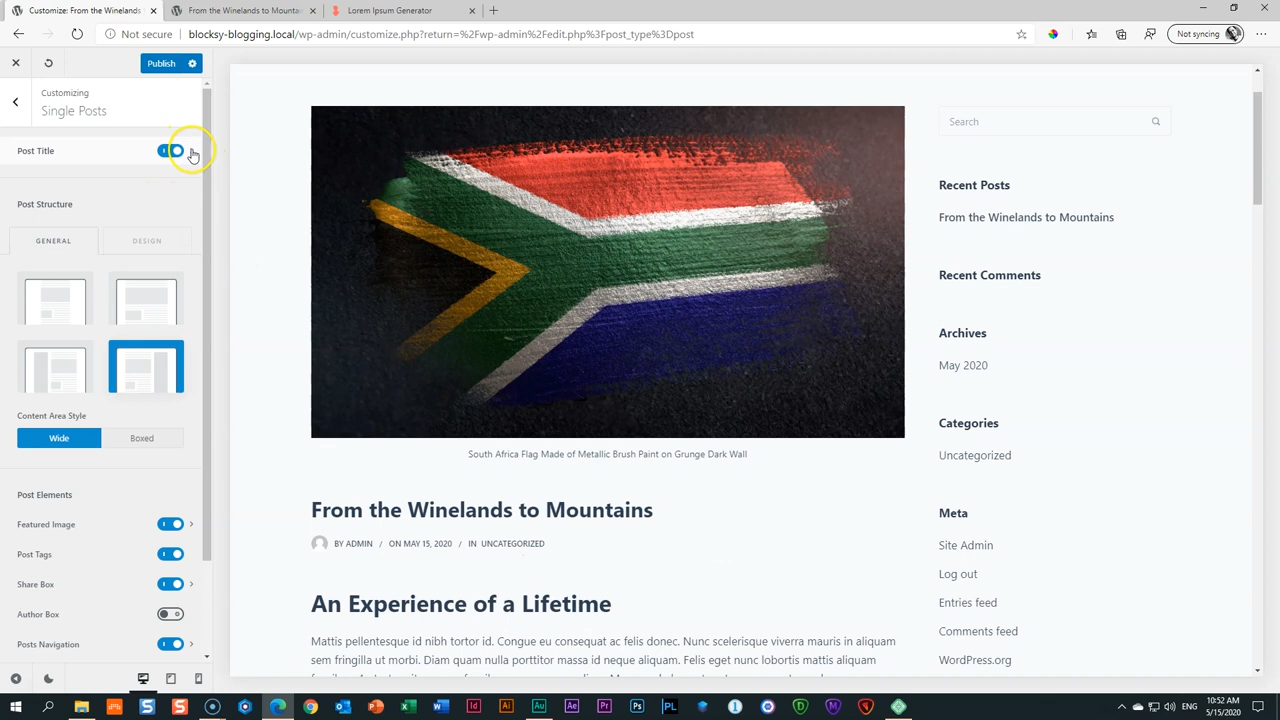 Customize: From the Winelands
From the Winelands to Mountain
Lorem Ipsum Generator
Not secure
blocksy-blogging.local/wp-admin/customize.php?return=%2Fwp-admin%2Fedit.php%3Fpost_type%3Dpost
Not syncing
Publish
Customizing
Single Posts
Post Title
Post Structure
GENERAL
DESIGN
Content Area Style
Wide
Boxed
Post Elements
Featured Image
Post Tags
Share Box
Author Box
Posts Navigation
South Africa Flag Made of Metallic Brush Paint on Grunge Dark Wall
From the Winelands to Mountains
BY ADMIN / ON MAY 15, 2020 / IN UNCATEGORIZED
An Experience of a Lifetime
Mattis pellentesque id nibh tortor id. Congue eu consequat ac felis donec. Nunc scelerisque viverra mauris in aliquam
sem fringilla ut morbi. Diam quam nulla porttitor massa id neque aliquam. Felis eget nunc lobortis mattis aliquam
Search
Recent Posts
From the Winelands to Mountains
Recent Comments
Archives
May 2020
Categories
Uncategorized
Meta
Site Admin
Log out
Entries feed
Comments feed
WordPress.org
10:52 AM
5/15/2020